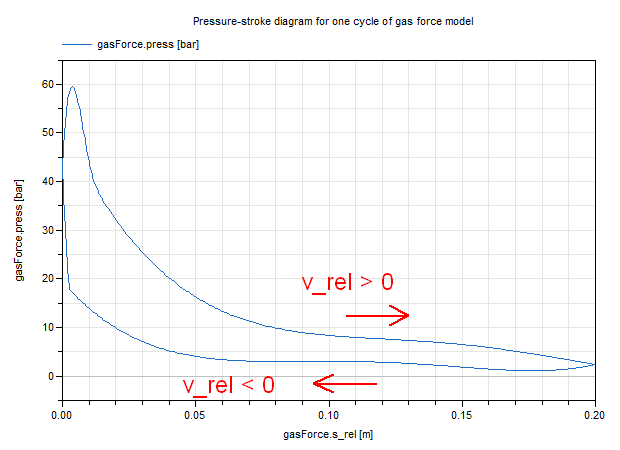 Pressure-stroke diagram for one cycle of gas force model
gasForce.press [bar]
60
50
40
30
20
10
0
gasForce.press [bar]
v_rel > 0
v_rel < 0
0.00 0.05 0.10 0.15 0.20
gasForce.s_rel [m]